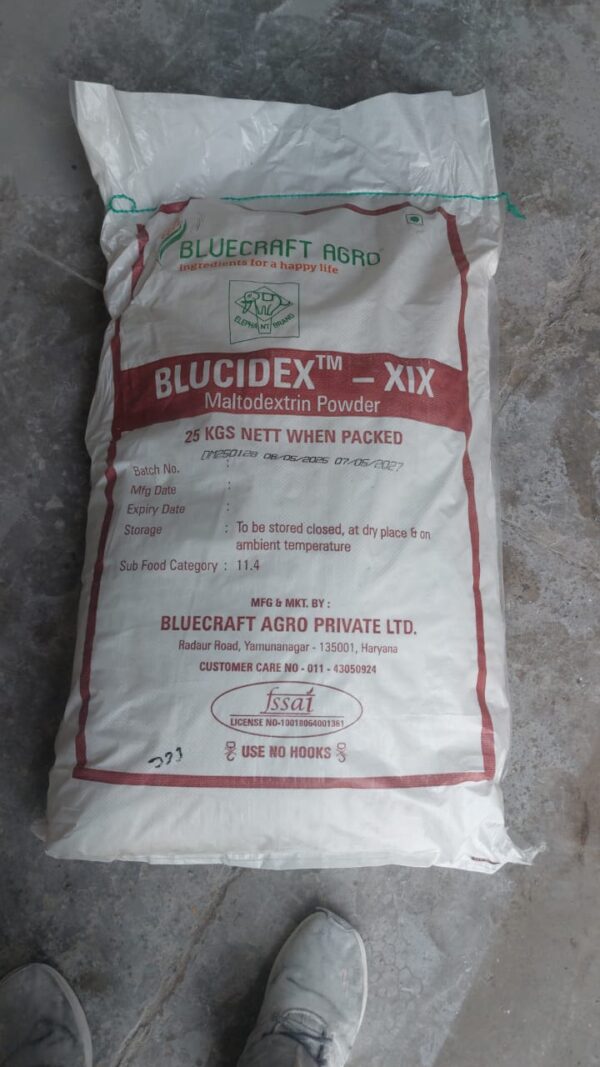 BLUECRAFT AGRO
ingredients for a happy life
ELEPHANT BRAND
BLUCIDEX™ – XIX
Maltodextrin Powder
25 KGS NETT WHEN PACKED
DM250128 08/05/2025 07/05/2027
Batch No. :
Mfg Date :
Expiry Date :
Storage : To be stored closed, at dry place & on
ambient temperature
Sub Food Category : 11.4
MFG & MKT. BY :
BLUECRAFT AGRO PRIVATE LTD.
Radaur Road, Yamunanagar - 135001, Haryana
CUSTOMER CARE NO - 011 - 43050924
fssai
LICENSE NO-10018064001361
USE NO HOOKS